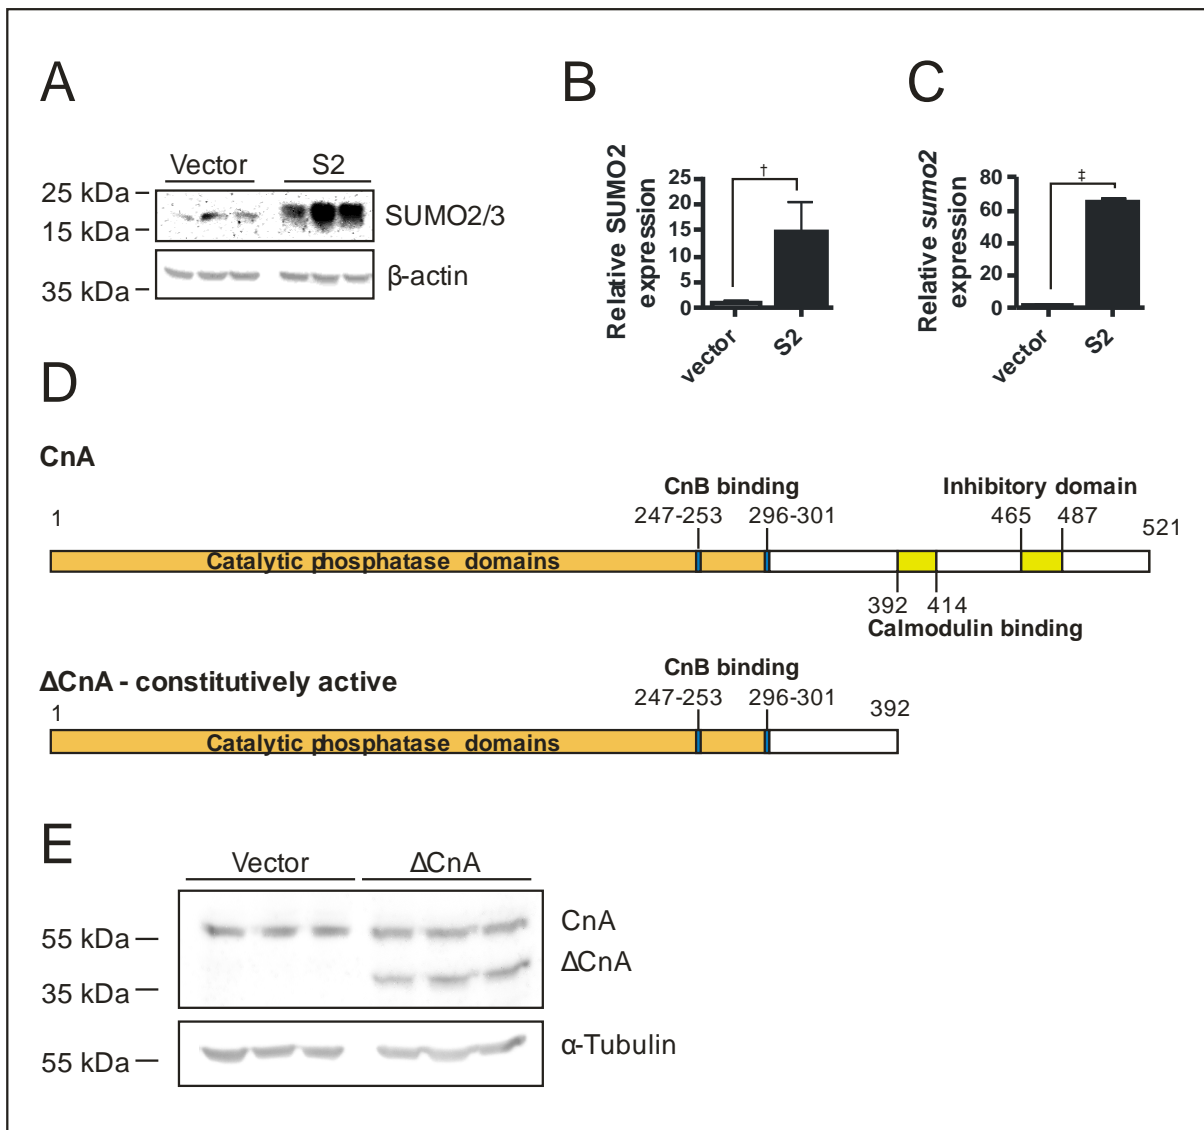 A
B
C
Vector S2
25 kDa
15 kDa
SUMO2/3
35 kDa
β-actin
Relative SUMO2
expression
25
20
15
10
5
0
†
vector
S2
Relative sumo2
expression
80
60
40
20
0
‡
vector
S2
D
CnA
CnB binding
Inhibitory domain
1
247-253
296-301
465
487
521
Catalytic phosphatase domains
392 414
Calmodulin binding
ΔCnA - constitutively active
CnB binding
1
247-253
296-301
392
Catalytic phosphatase domains
E
Vector ΔCnA
55 kDa
35 kDa
CnA
ΔCnA
55 kDa
α-Tubulin